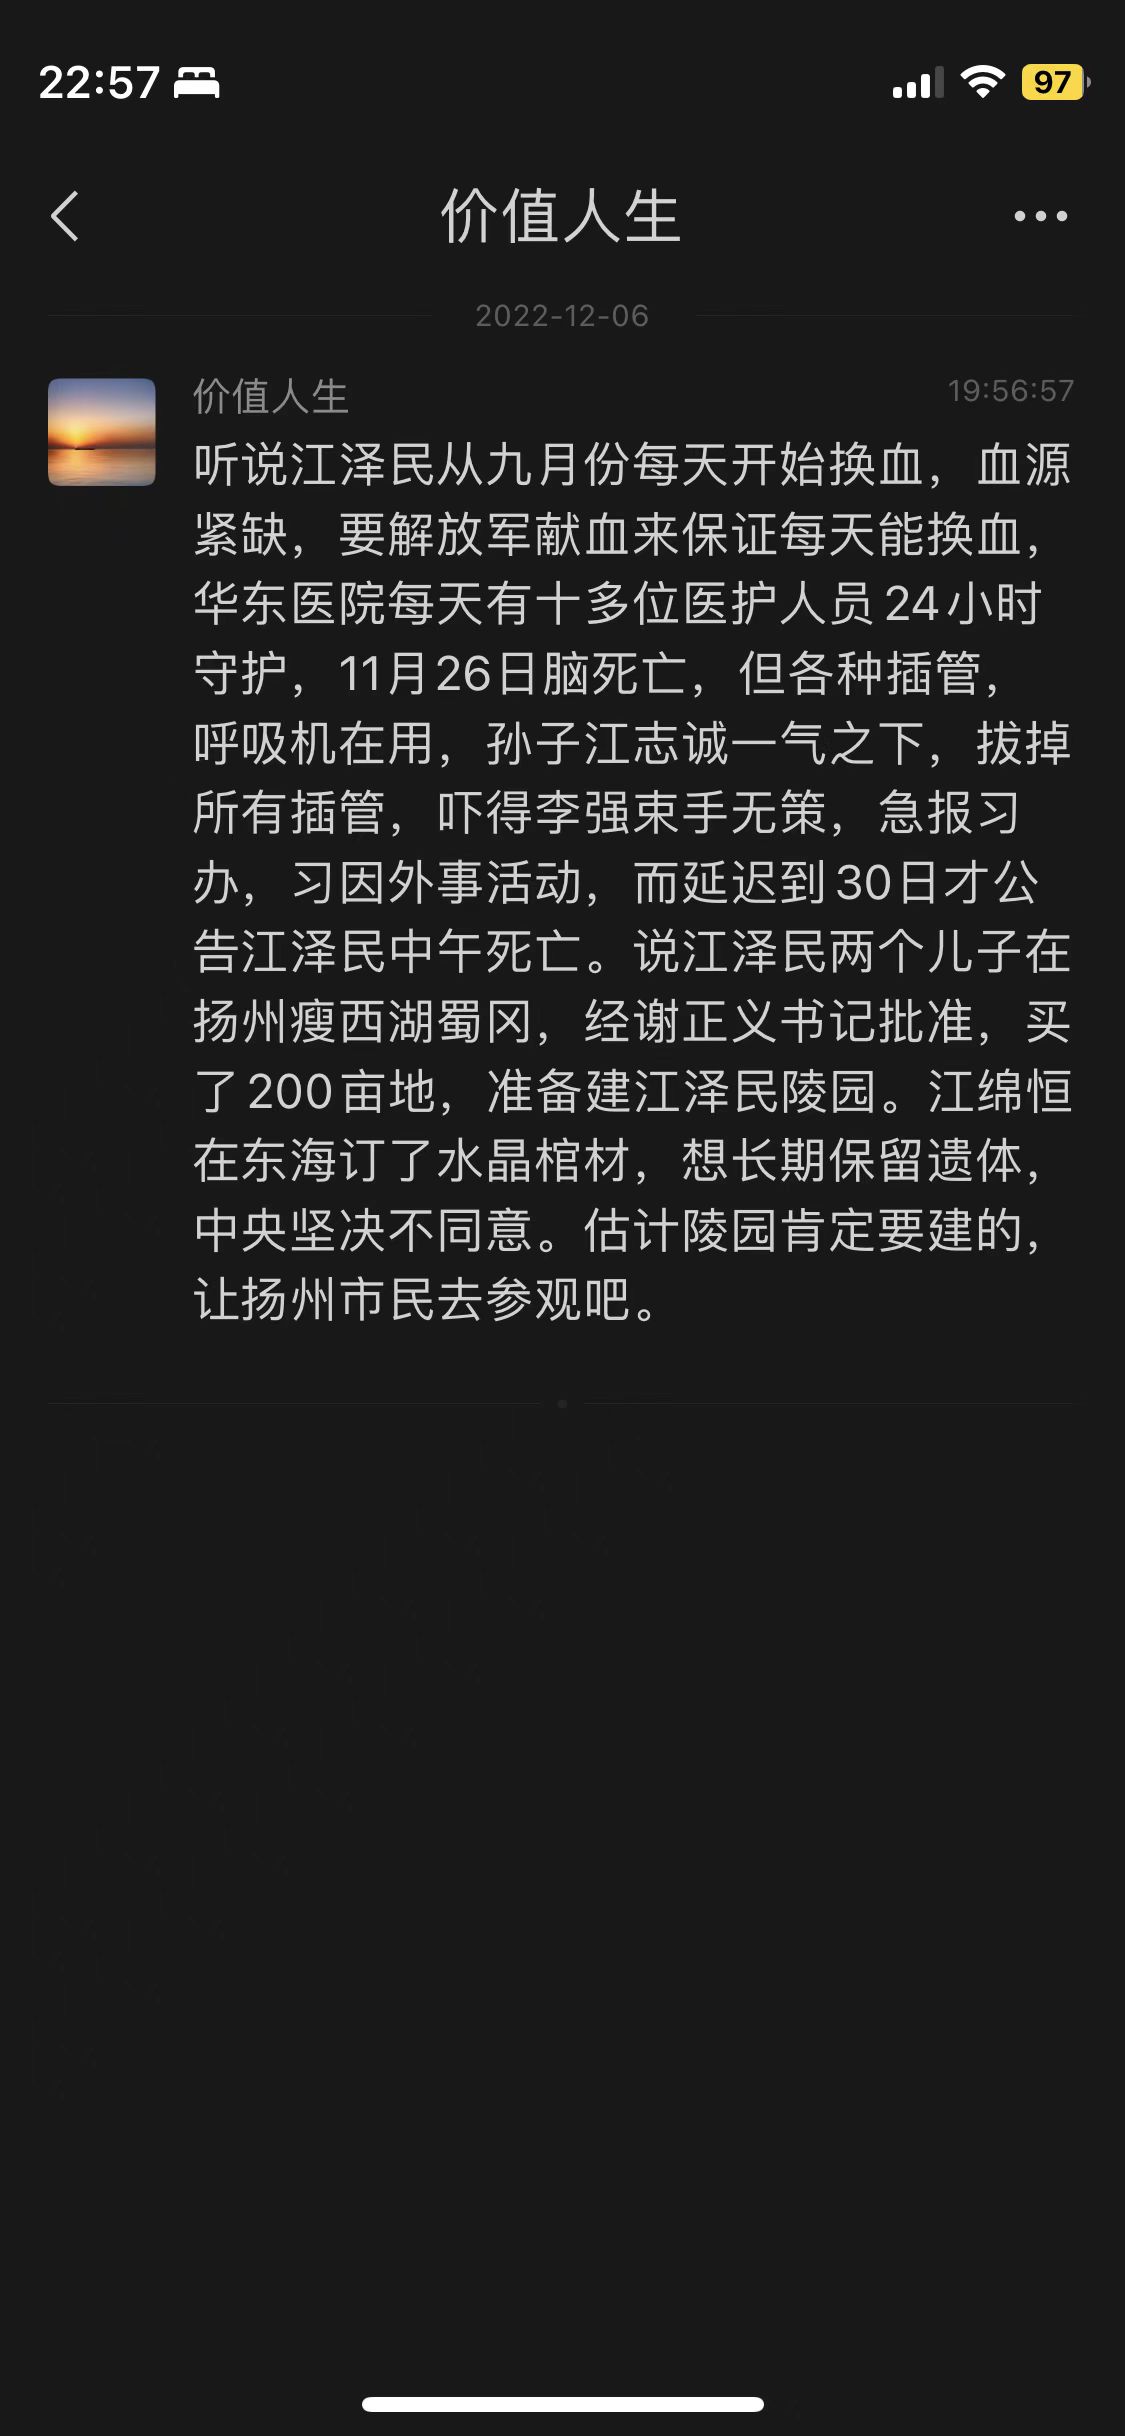 22:57
97
价值人生
2022-12-06
价值人生
19:56:57
听说江泽民从九月份每天开始换血，血源
紧缺，要解放军献血来保证每天能换血，
华东医院每天有十多位医护人员24小时
守护，11月26日脑死亡，但各种插管，
呼吸机在用，孙子江志诚一气之下，拔掉
所有插管，吓得李强束手无策，急报习
办，习因外事活动，而延迟到30日才公
告江泽民中午死亡。说江泽民两个儿子在
扬州瘦西湖蜀冈，经谢正义书记批准，买
了200亩地，准备建江泽民陵园。江绵恒
在东海订了水晶棺材，想长期保留遗体，
中央坚决不同意。估计陵园肯定要建的，
让扬州市民去参观吧。